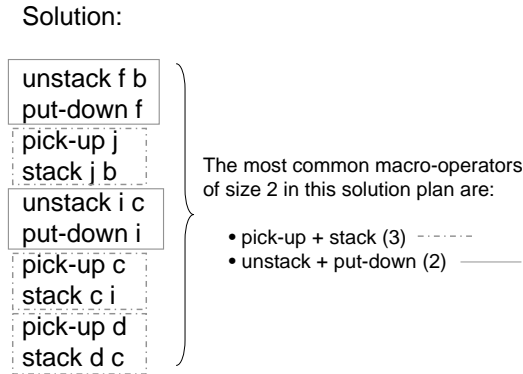 Solution:
unstack f b
put-down f
pick-up j
stack j b
unstack i c
put-down i
pick-up c
stack c i
pick-up d
stack d c
The most common macro-operators
of size 2 in this solution plan are:
• pick-up + stack (3)
• unstack + put-down (2)